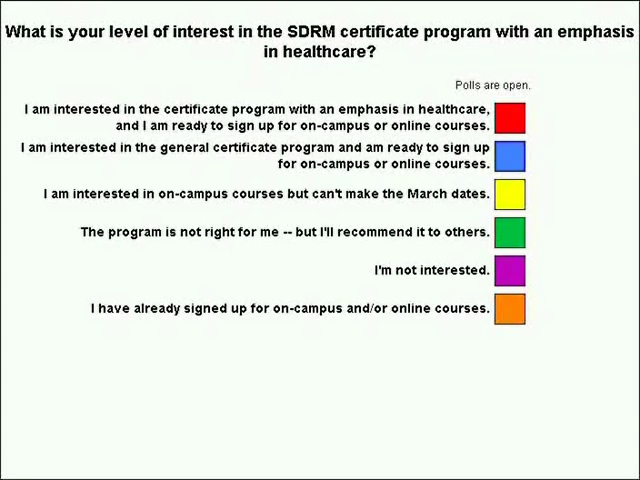 What is your level of interest in the SDRM certificate program with an emphasis
in healthcare?
Polls are open.
I am interested in the certificate program with an emphasis in healthcare,
and I am ready to sign up for on-campus or online courses.
I am interested in the general certificate program and am ready to sign up
for on-campus or online courses.
I am interested in on-campus courses but can't make the March dates.
The program is not right for me -- but I'll recommend it to others.
I'm not interested.
I have already signed up for on-campus and/or online courses.